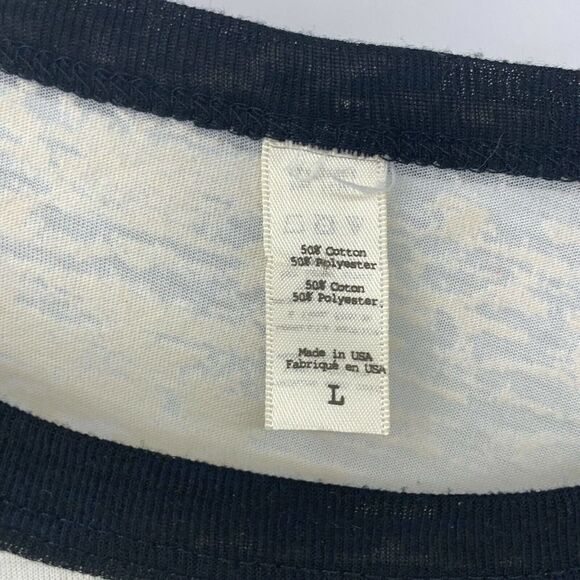 50% Cotton
50% Polyester
50% Coton
50% Polyester
Made in USA
Fabriqué en USA
L